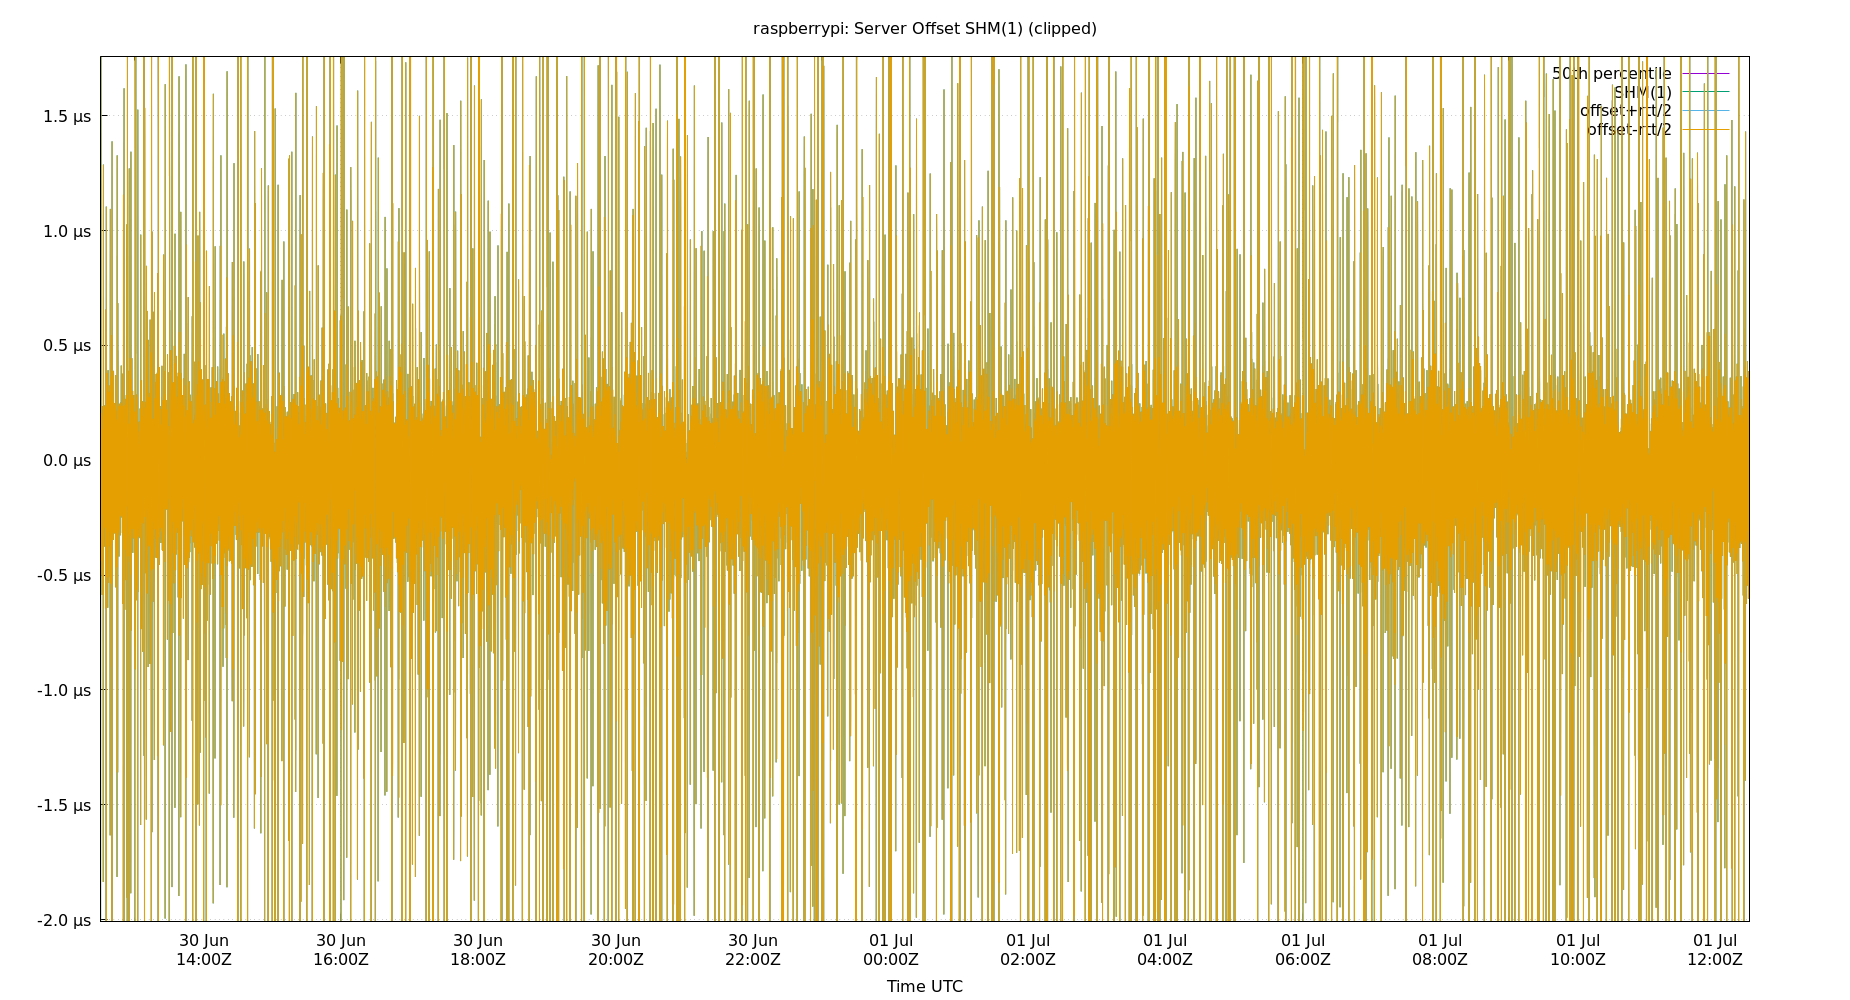 raspberrypi: Server Offset SHM(1) (clipped)
50th percentile
SHM(1)
offset+rtt/2
offset-rtt/2
1.5 µs
1.0 µs
0.5 µs
0.0 µs
-0.5 µs
-1.0 µs
-1.5 µs
-2.0 µs
30 Jun 30 Jun 30 Jun 30 Jun 30 Jun 01 Jul 01 Jul 01 Jul 01 Jul 01 Jul 01 Jul 01 Jul
14:00Z 16:00Z 18:00Z 20:00Z 22:00Z 00:00Z 02:00Z 04:00Z 06:00Z 08:00Z 10:00Z 12:00Z
Time UTC